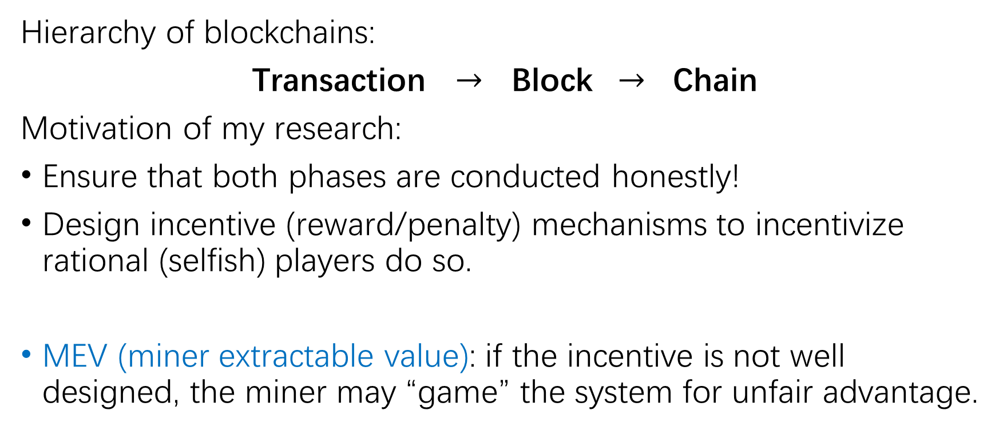 Hierarchy of blockchains:
Transaction → Block → Chain
Motivation of my research:
• Ensure that both phases are conducted honestly!
• Design incentive (reward/penalty) mechanisms to incentivize
rational (selfish) players do so.
• MEV (miner extractable value): if the incentive is not well
designed, the miner may “game” the system for unfair advantage.